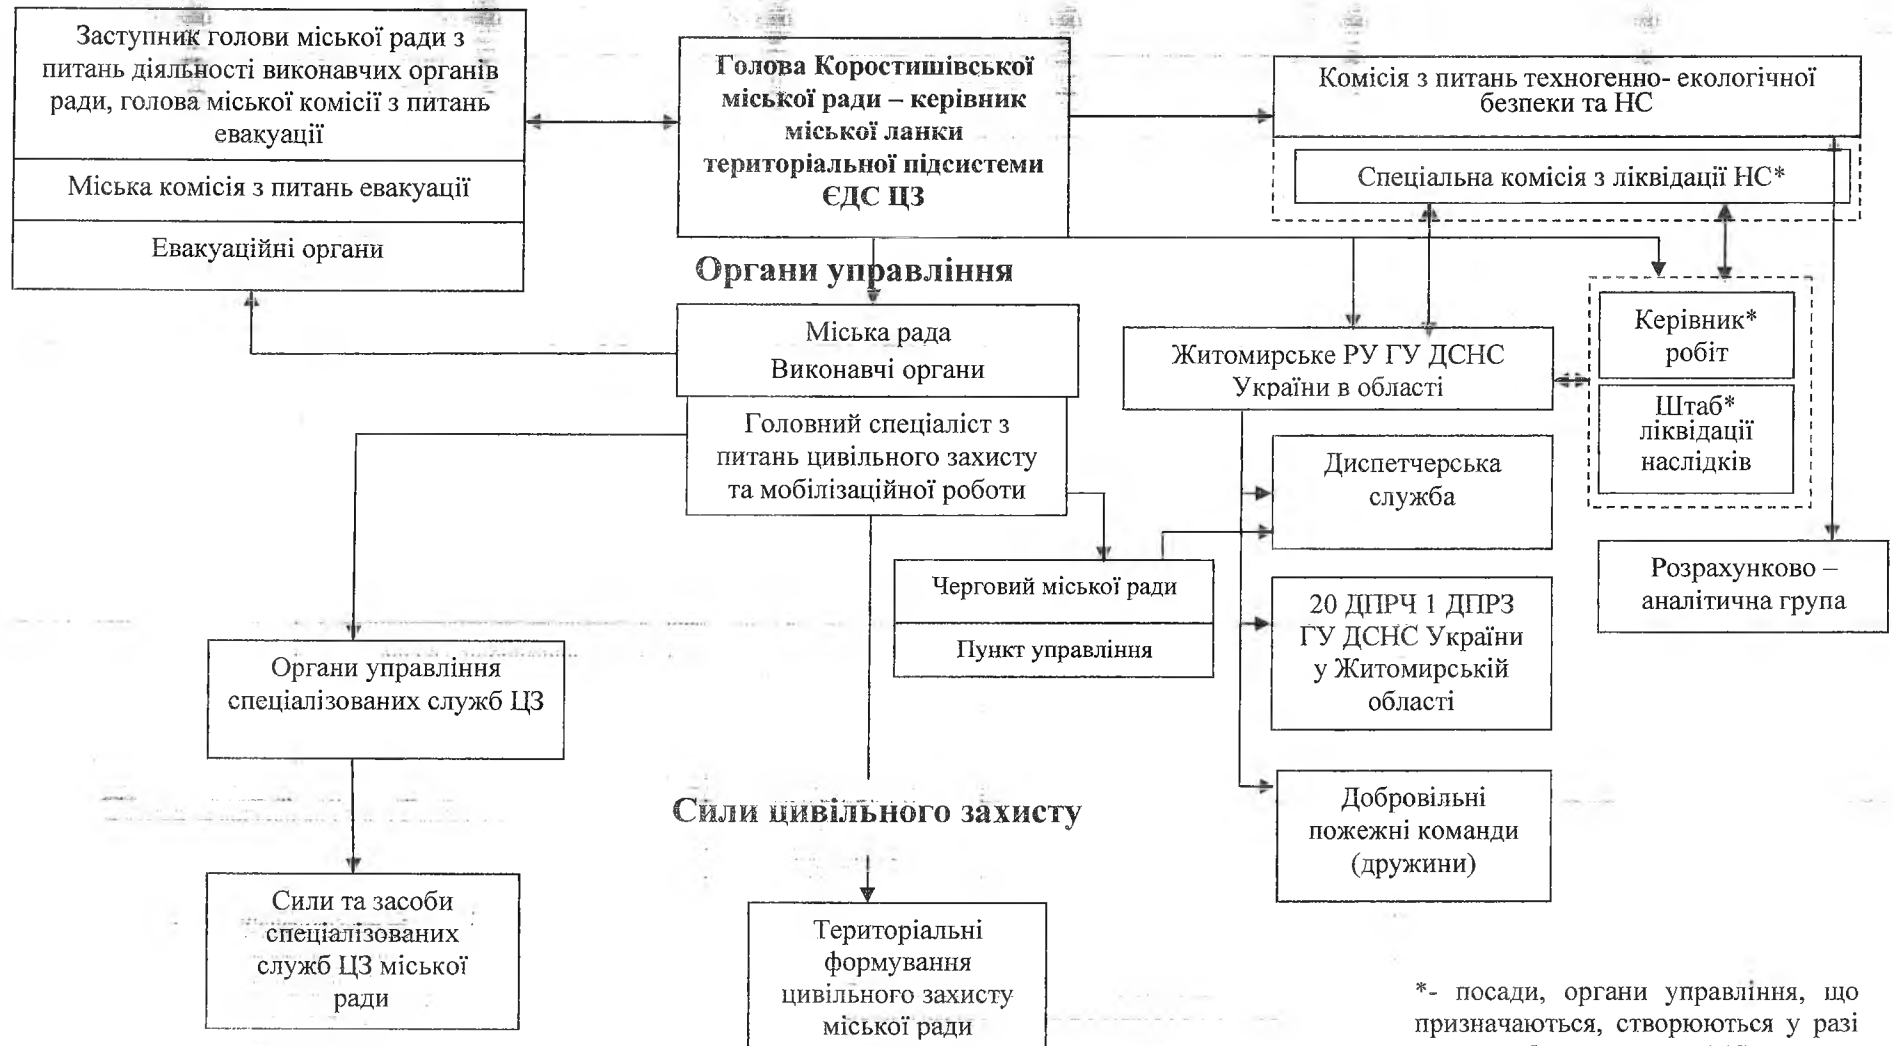 Заступник голови міської ради з
питань діяльності виконавчих органів
ради, голова міської комісії з питань
евакуації
Міська комісія з питань евакуації
Евакуаційні органи
Голова Коростишівської
міської ради – керівник
міської ланки
територіальної підсистеми
ЄДС ЦЗ
Комісія з питань техногенно- екологічної
безпеки та НС
Спеціальна комісія з ліквідації НС*
Органи управління
Міська рада
Виконавчі органи
Головний спеціаліст з
питань цивільного захисту
та мобілізаційної роботи
Житомирське РУ ГУ ДСНС
України в області
Керівник*
робіт
Штаб*
ліквідації
наслідків
Диспетчерська
служба
Черговий міської ради
Пункт управління
20 ДПРЧ 1 ДПРЗ
ГУ ДСНС України
у Житомирській
області
Розрахунково –
аналітична група
Органи управління
спеціалізованих служб ЦЗ
Сили цивільного захисту
Добровільні
пожежні команди
(дружини)
Сили та засоби
спеціалізованих
служб ЦЗ міської
ради
Територіальні
формування
цивільного захисту
міської ради
*- посади, органи управління, що
призначаються, створюються у разі